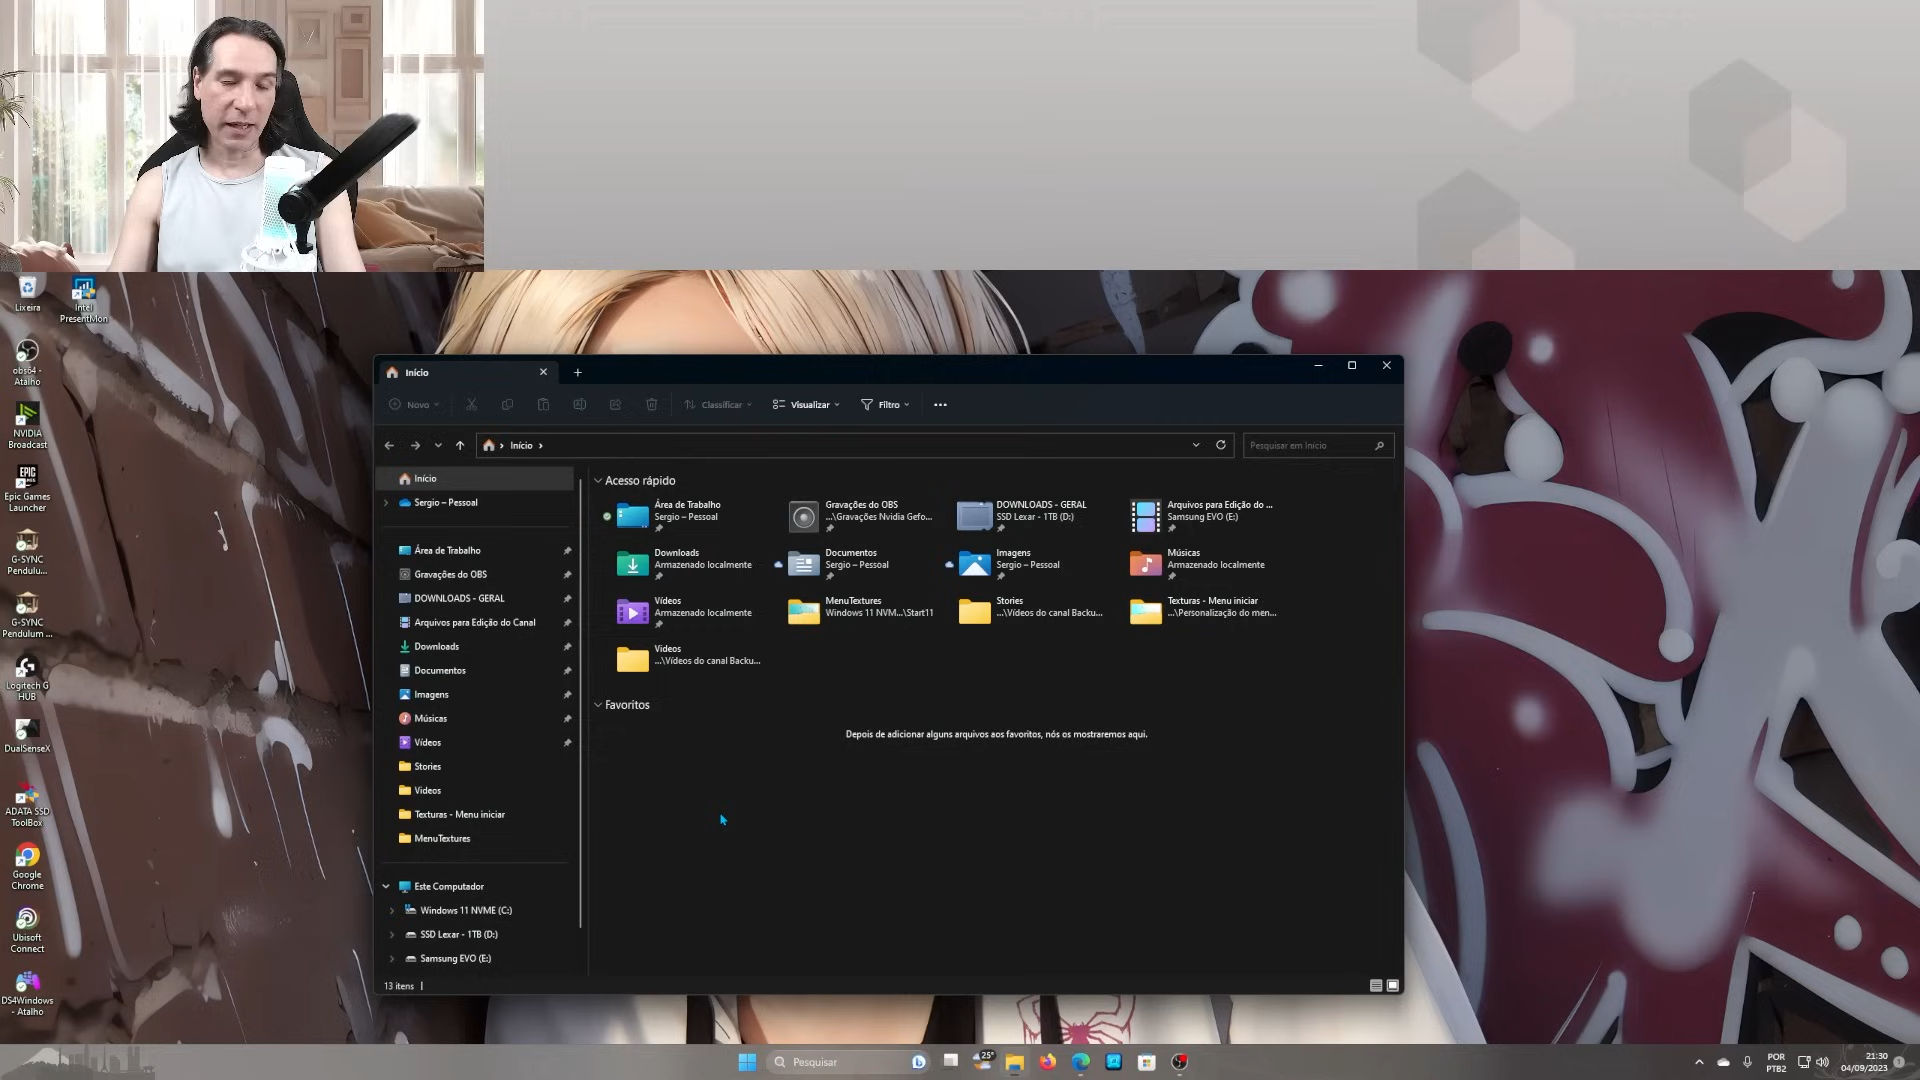 Lixeira
Intel
PresentMon
obs64 -
Atalho
NVIDIA
Broadcast
EPIC
GAMES
Epic Games
Launcher
G-SYNC
Pendulu...
G-SYNC
Pendulum ...
Logitech G
HUB
DualSenseX
ADATA SSD
ToolBox
Google
Chrome
Ubisoft
Connect
DS4Windows
- Atalho
Início
Novo
Classificar
Visualizar
Filtro
Início
Pesquisar em Início
Início
Sergio – Pessoal
Área de Trabalho
Gravações do OBS
DOWNLOADS - GERAL
Arquivos para Edição do Canal
Downloads
Documentos
Imagens
Músicas
Vídeos
Stories
Videos
Texturas - Menu iniciar
MenuTextures
Este Computador
Windows 11 NVME (C:)
SSD Lexar - 1TB (D:)
Samsung EVO (E:)
Acesso rápido
Área de Trabalho
Sergio – Pessoal
Gravações do OBS
...\Gravações Nvidia Gefo...
DOWNLOADS - GERAL
SSD Lexar - 1TB (D:)
Arquivos para Edição do ...
Samsung EVO (E:)
Downloads
Armazenado localmente
Documentos
Sergio – Pessoal
Imagens
Sergio – Pessoal
Músicas
Armazenado localmente
Vídeos
Armazenado localmente
MenuTextures
Windows 11 NVM...\Start11
Stories
...\Vídeos do canal Backu...
Texturas - Menu iniciar
...\Personalização do men...
Videos
...\Vídeos do canal Backu...
Favoritos
Depois de adicionar alguns arquivos aos favoritos, nós os mostraremos aqui.
13 itens
Pesquisar
25°
POR
PTB2
21:30
04/09/2023